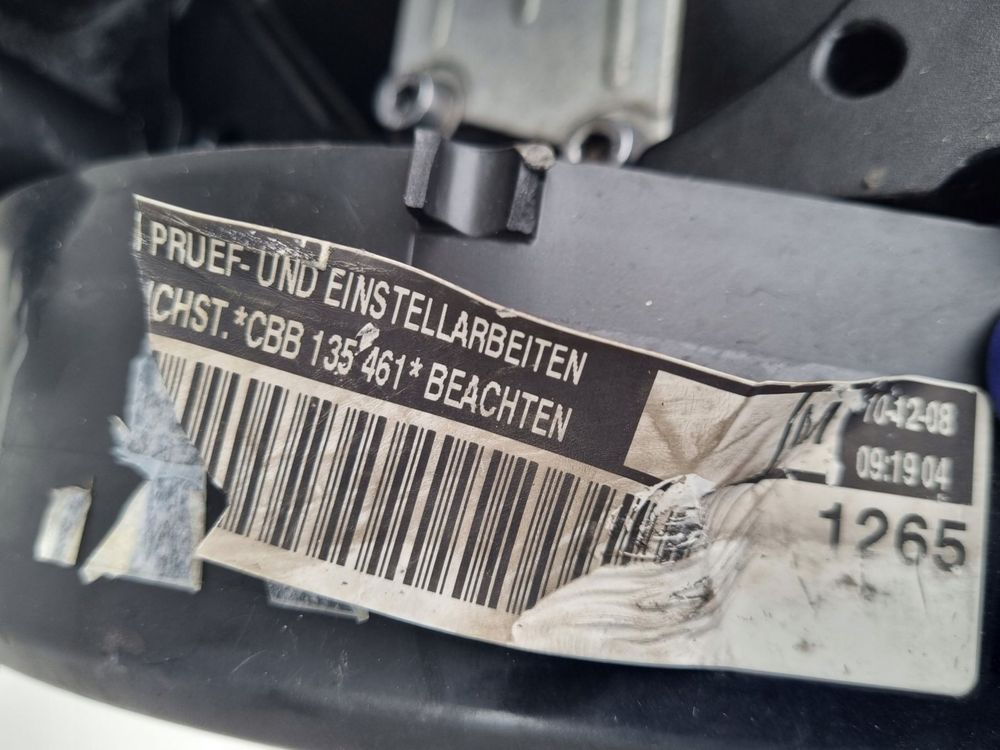 PRUEF- UND EINSTELLARBEITEN
CHST. *CBB 135 461* BEACHTEN
10-12-08
09:19 04
1265